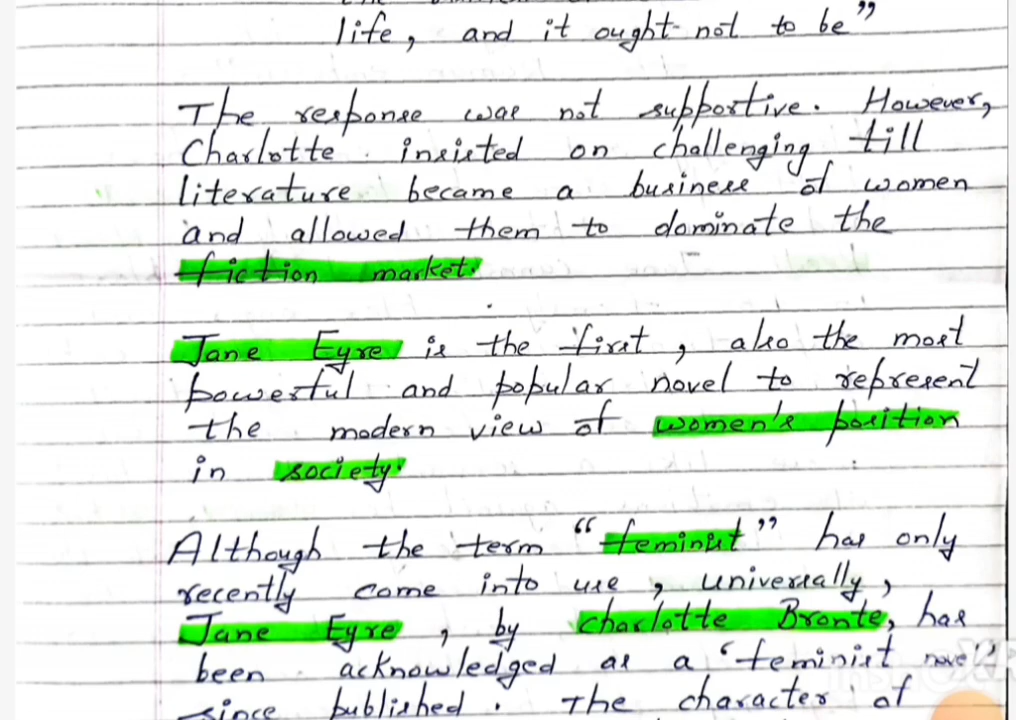 life, and it ought not to be”
The response was not supportive. However,
Charlotte insisted on challenging till
literature became a business of women
and allowed them to dominate the
fiction market.
Jane Eyre is the first, also the most
powerful and popular novel to represent
the modern view of women's position
in society.
Although the term “feminist” has only
recently come into use, universally,
Jane Eyre, by charlotte Bronte, has
been acknowledged as a ‘feminist novel’
since published. The character of